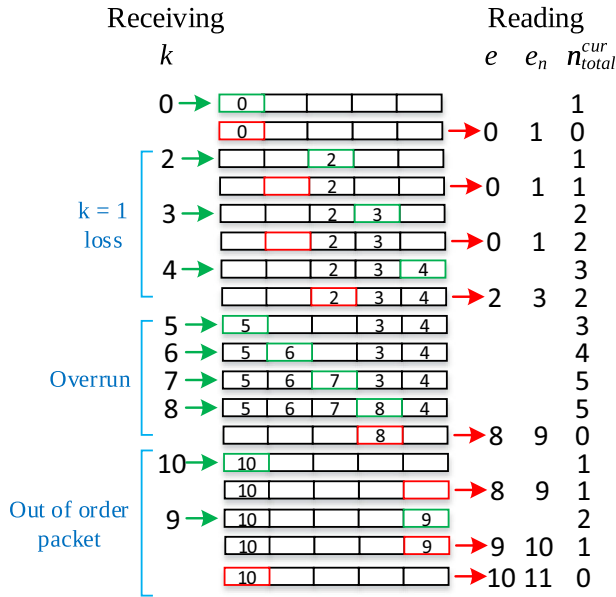 Receiving Reading
k e e_n n_total^cur
0 0 1
0 0 1 0
2 2 1
2 0 1 1
3 2 3 2
2 3 0 1 2
4 2 3 4 3
2 3 4 2 3 2
k = 1
loss
5 5 3 4 3
6 5 6 3 4 4
7 5 6 7 3 4 5
8 5 6 7 8 4 5
8 8 9 0
Overrun
10 10 1
10 8 9 1
9 10 9 2
10 9 9 10 1
10 10 11 0
Out of order
packet